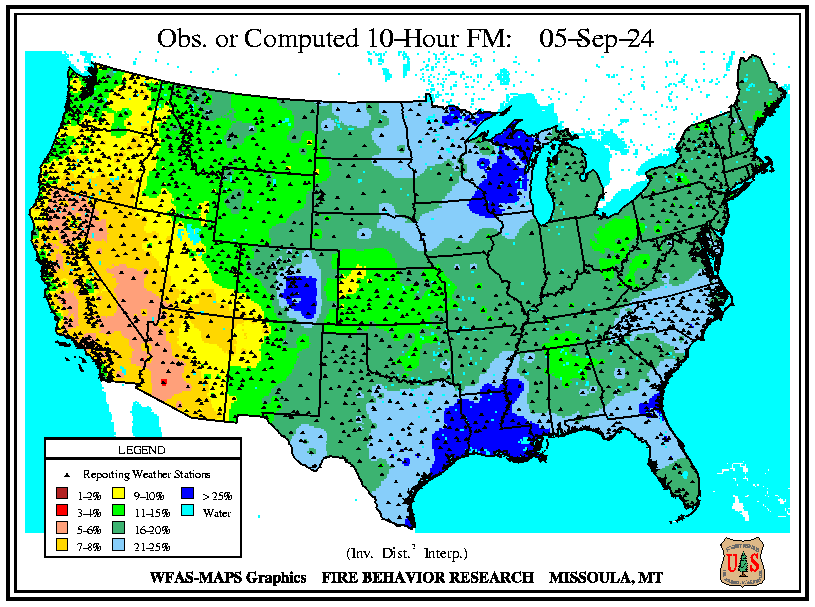 Obs. or Computed 10-Hour FM: 05-Sep-24
LEGEND
Reporting Weather Stations
1-2% 9-10% > 25%
3-4% 11-15% Water
5-6% 16-20%
7-8% 21-25%
(Inv. Dist.² Interp.)
WFAS-MAPS Graphics FIRE BEHAVIOR RESEARCH MISSOULA, MT
U S